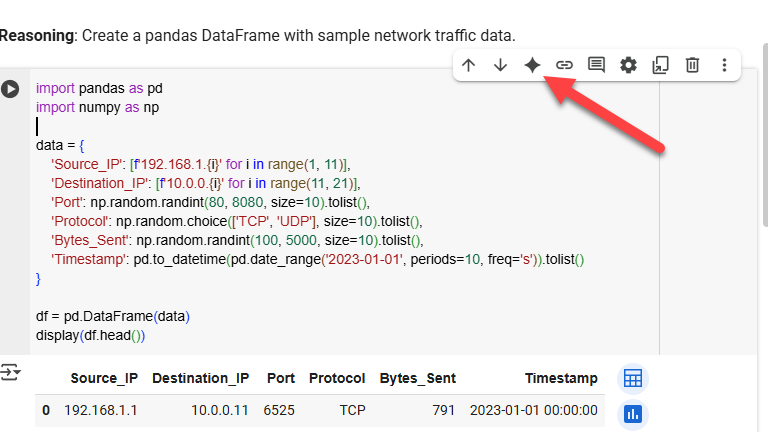 Reasoning: Create a pandas DataFrame with sample network traffic data.
import pandas as pd
import numpy as np
data = {
    'Source_IP': [f'192.168.1.{i}' for i in range(1, 11)],
    'Destination_IP': [f'10.0.0.{i}' for i in range(11, 21)],
    'Port': np.random.randint(80, 8080, size=10).tolist(),
    'Protocol': np.random.choice(['TCP', 'UDP'], size=10).tolist(),
    'Bytes_Sent': np.random.randint(100, 5000, size=10).tolist(),
    'Timestamp': pd.to_datetime(pd.date_range('2023-01-01', periods=10, freq='s')).tolist()
}
df = pd.DataFrame(data)
display(df.head())
Source_IP Destination_IP Port Protocol Bytes_Sent Timestamp
0 192.168.1.1 10.0.0.11 6525 TCP 791 2023-01-01 00:00:00